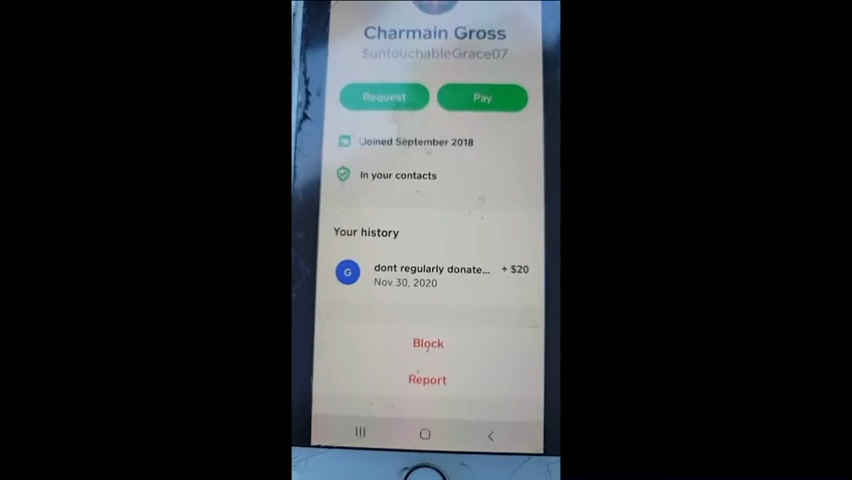 Charmain Gross
$untouchableGrace07
Request
Pay
Joined September 2018
In your contacts
Your history
G
dont regularly donate... + $20
Nov 30, 2020
Block
Report